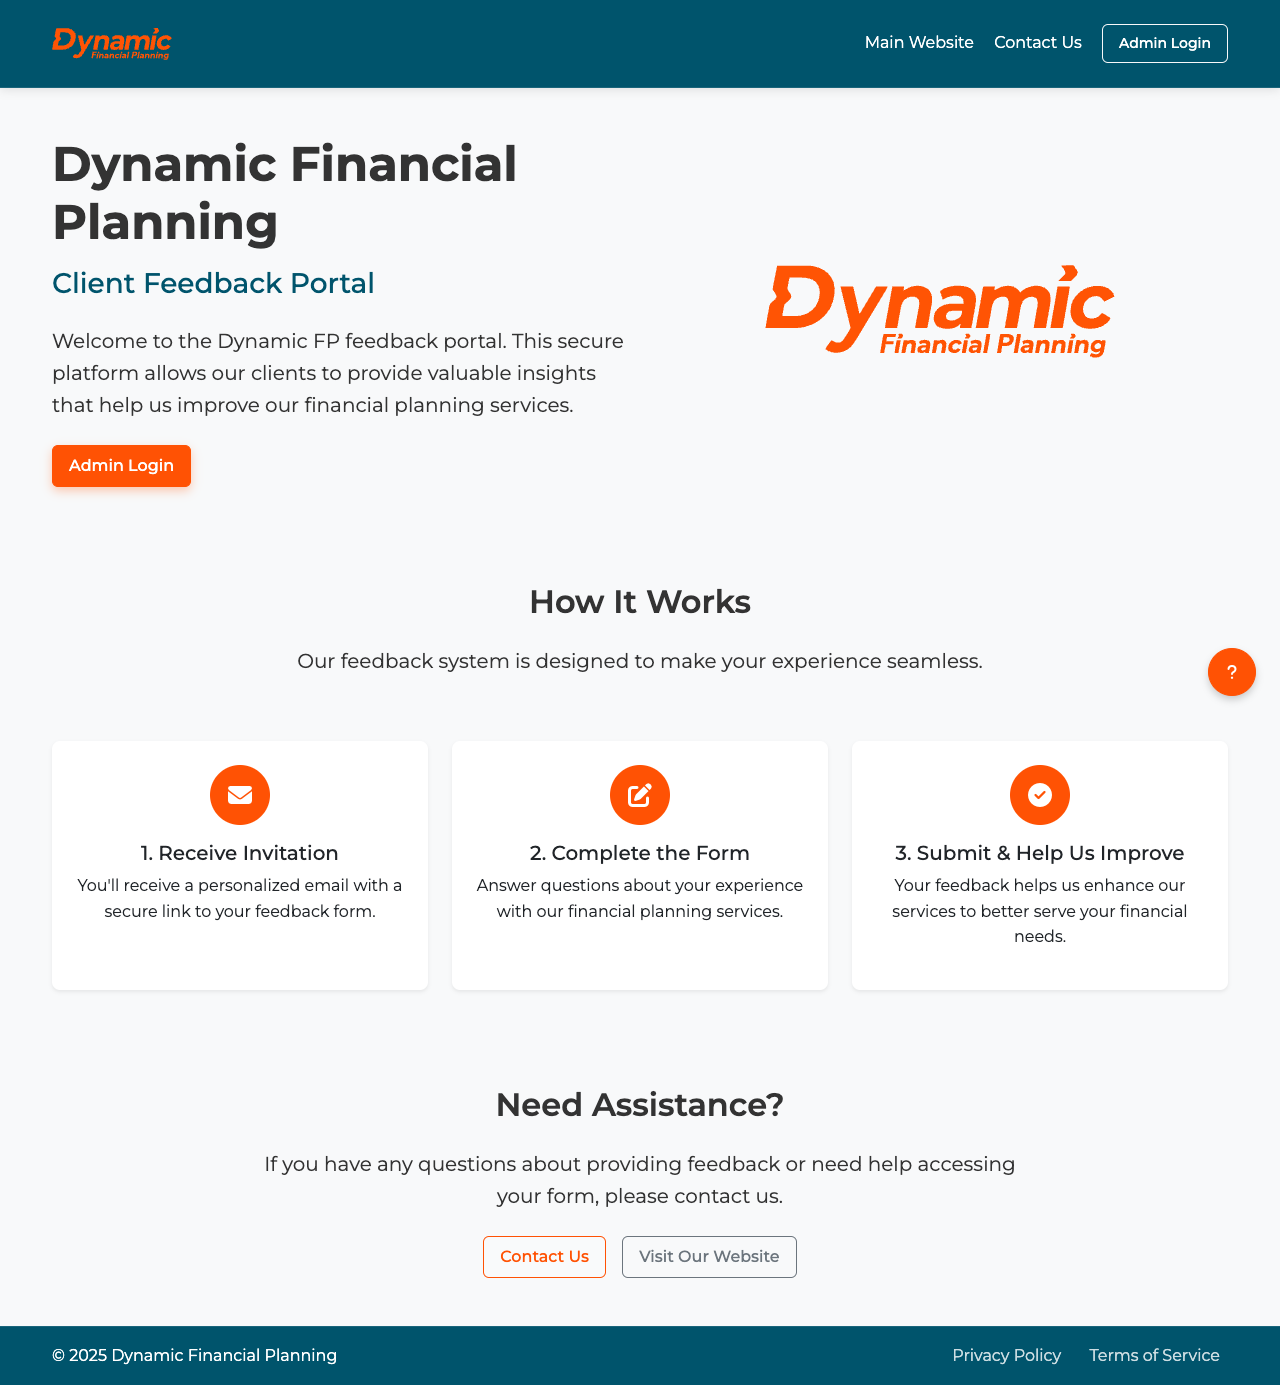 Dynamic
Financial Planning
Main Website
Contact Us
Admin Login
Dynamic Financial
Planning
Client Feedback Portal
Welcome to the Dynamic FP feedback portal. This secure
platform allows our clients to provide valuable insights
that help us improve our financial planning services.
Admin Login
Dynamic
Financial Planning
How It Works
Our feedback system is designed to make your experience seamless.
?
1. Receive Invitation
You'll receive a personalized email with a
secure link to your feedback form.
2. Complete the Form
Answer questions about your experience
with our financial planning services.
3. Submit & Help Us Improve
Your feedback helps us enhance our
services to better serve your financial
needs.
Need Assistance?
If you have any questions about providing feedback or need help accessing
your form, please contact us.
Contact Us
Visit Our Website
© 2025 Dynamic Financial Planning
Privacy Policy
Terms of Service